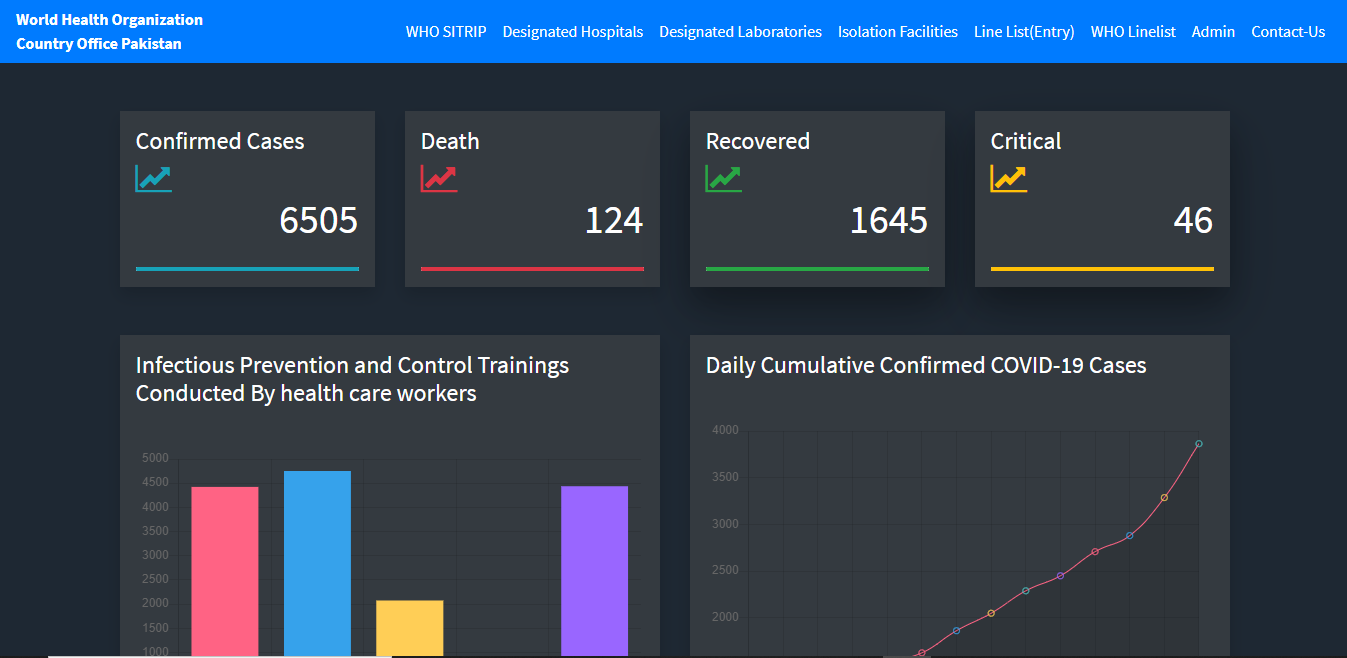 World Health Organization
Country Office Pakistan
WHO SITRIP Designated Hospitals Designated Laboratories Isolation Facilities Line List(Entry) WHO Linelist Admin Contact-Us
Confirmed Cases
6505
Death
124
Recovered
1645
Critical
46
Infectious Prevention and Control Trainings
Conducted By health care workers
5000
4500
4000
3500
3000
2500
2000
1500
1000
Daily Cumulative Confirmed COVID-19 Cases
4000
3500
3000
2500
2000